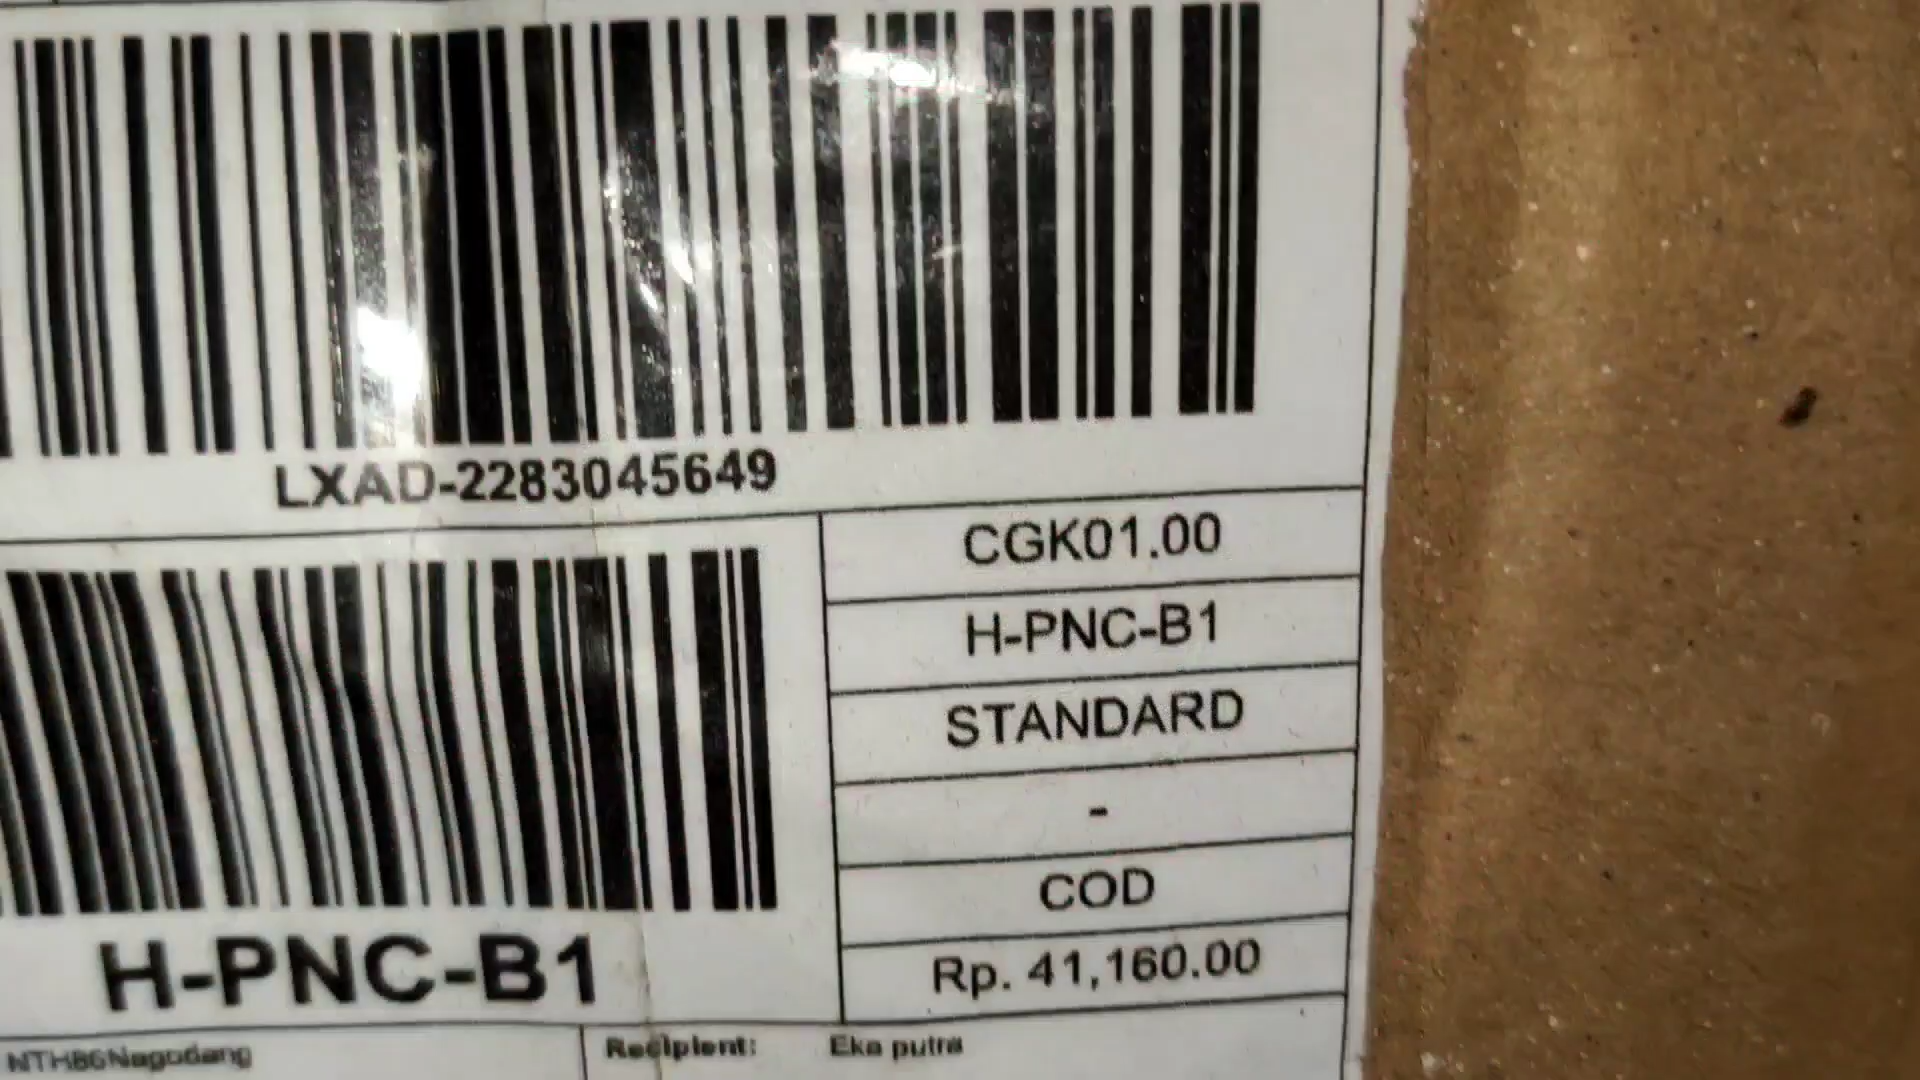 LXAD-2283045649
CGK01.00
H-PNC-B1
STANDARD
-
COD
Rp. 41,160.00
H-PNC-B1
Recipient: Eka putra